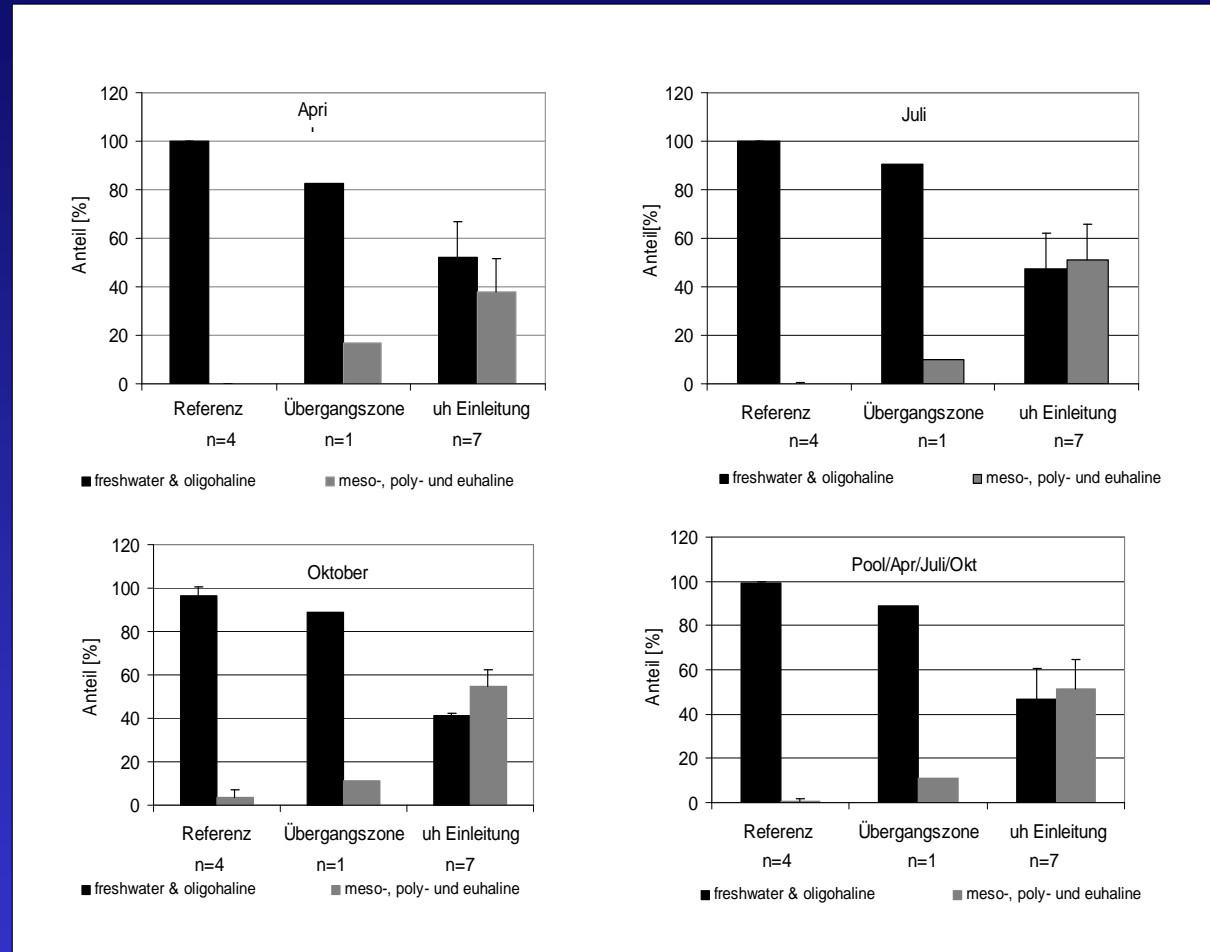 Apri
120
100
80
60
40
20
0
Anteil [%]
Referenz Übergangszone uh Einleitung
n=4 n=1 n=7
freshwater & oligohaline meso-, poly- und euhaline
Juli
120
100
80
60
40
20
0
Anteil[%]
Referenz Übergangszone uh Einleitung
n=4 n=1 n=7
freshwater & oligohaline meso-, poly- und euhaline
Oktober
120
100
80
60
40
20
0
Anteil [%]
Referenz Übergangszone uh Einleitung
n=4 n=1 n=7
freshwater & oligohaline meso-, poly- und euhaline
Pool/Apr/Juli/Okt
120
100
80
60
40
20
0
Anteil [%]
Referenz Übergangszone uh Einleitung
n=4 n=1 n=7
freshwater & oligohaline meso-, poly- und euhaline